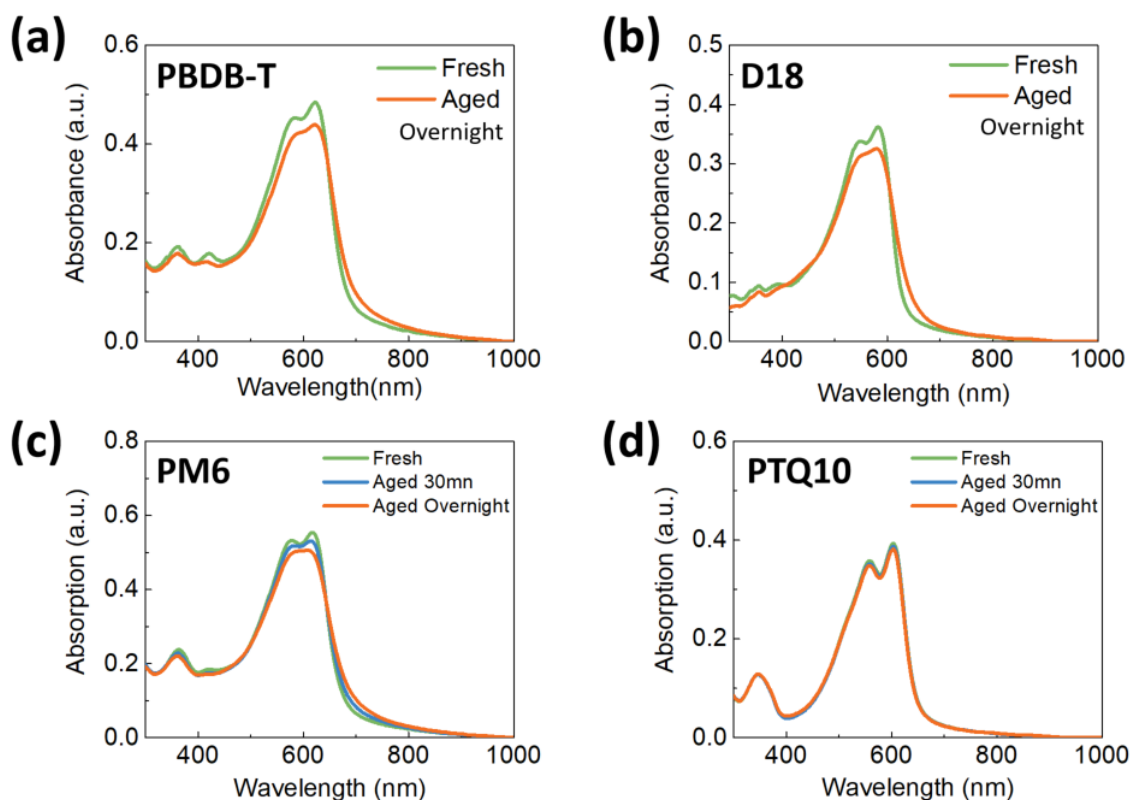 (a)
PBDB-T
Fresh
Aged
Overnight
Absorbance (a.u.)
0.6
0.4
0.2
0.0
400
600
800
1000
Wavelength(nm)
(b)
D18
Fresh
Aged
Overnight
Absorbance (a.u.)
0.5
0.4
0.3
0.2
0.1
0.0
400
600
800
1000
Wavelength (nm)
(c)
PM6
Fresh
Aged 30mn
Aged Overnight
Absorption (a.u.)
0.8
0.6
0.4
0.2
0.0
400
600
800
1000
Wavelength (nm)
(d)
PTQ10
Fresh
Aged 30mn
Aged Overnight
Absorption (a.u.)
0.6
0.4
0.2
0.0
400
600
800
1000
Wavelength (nm)